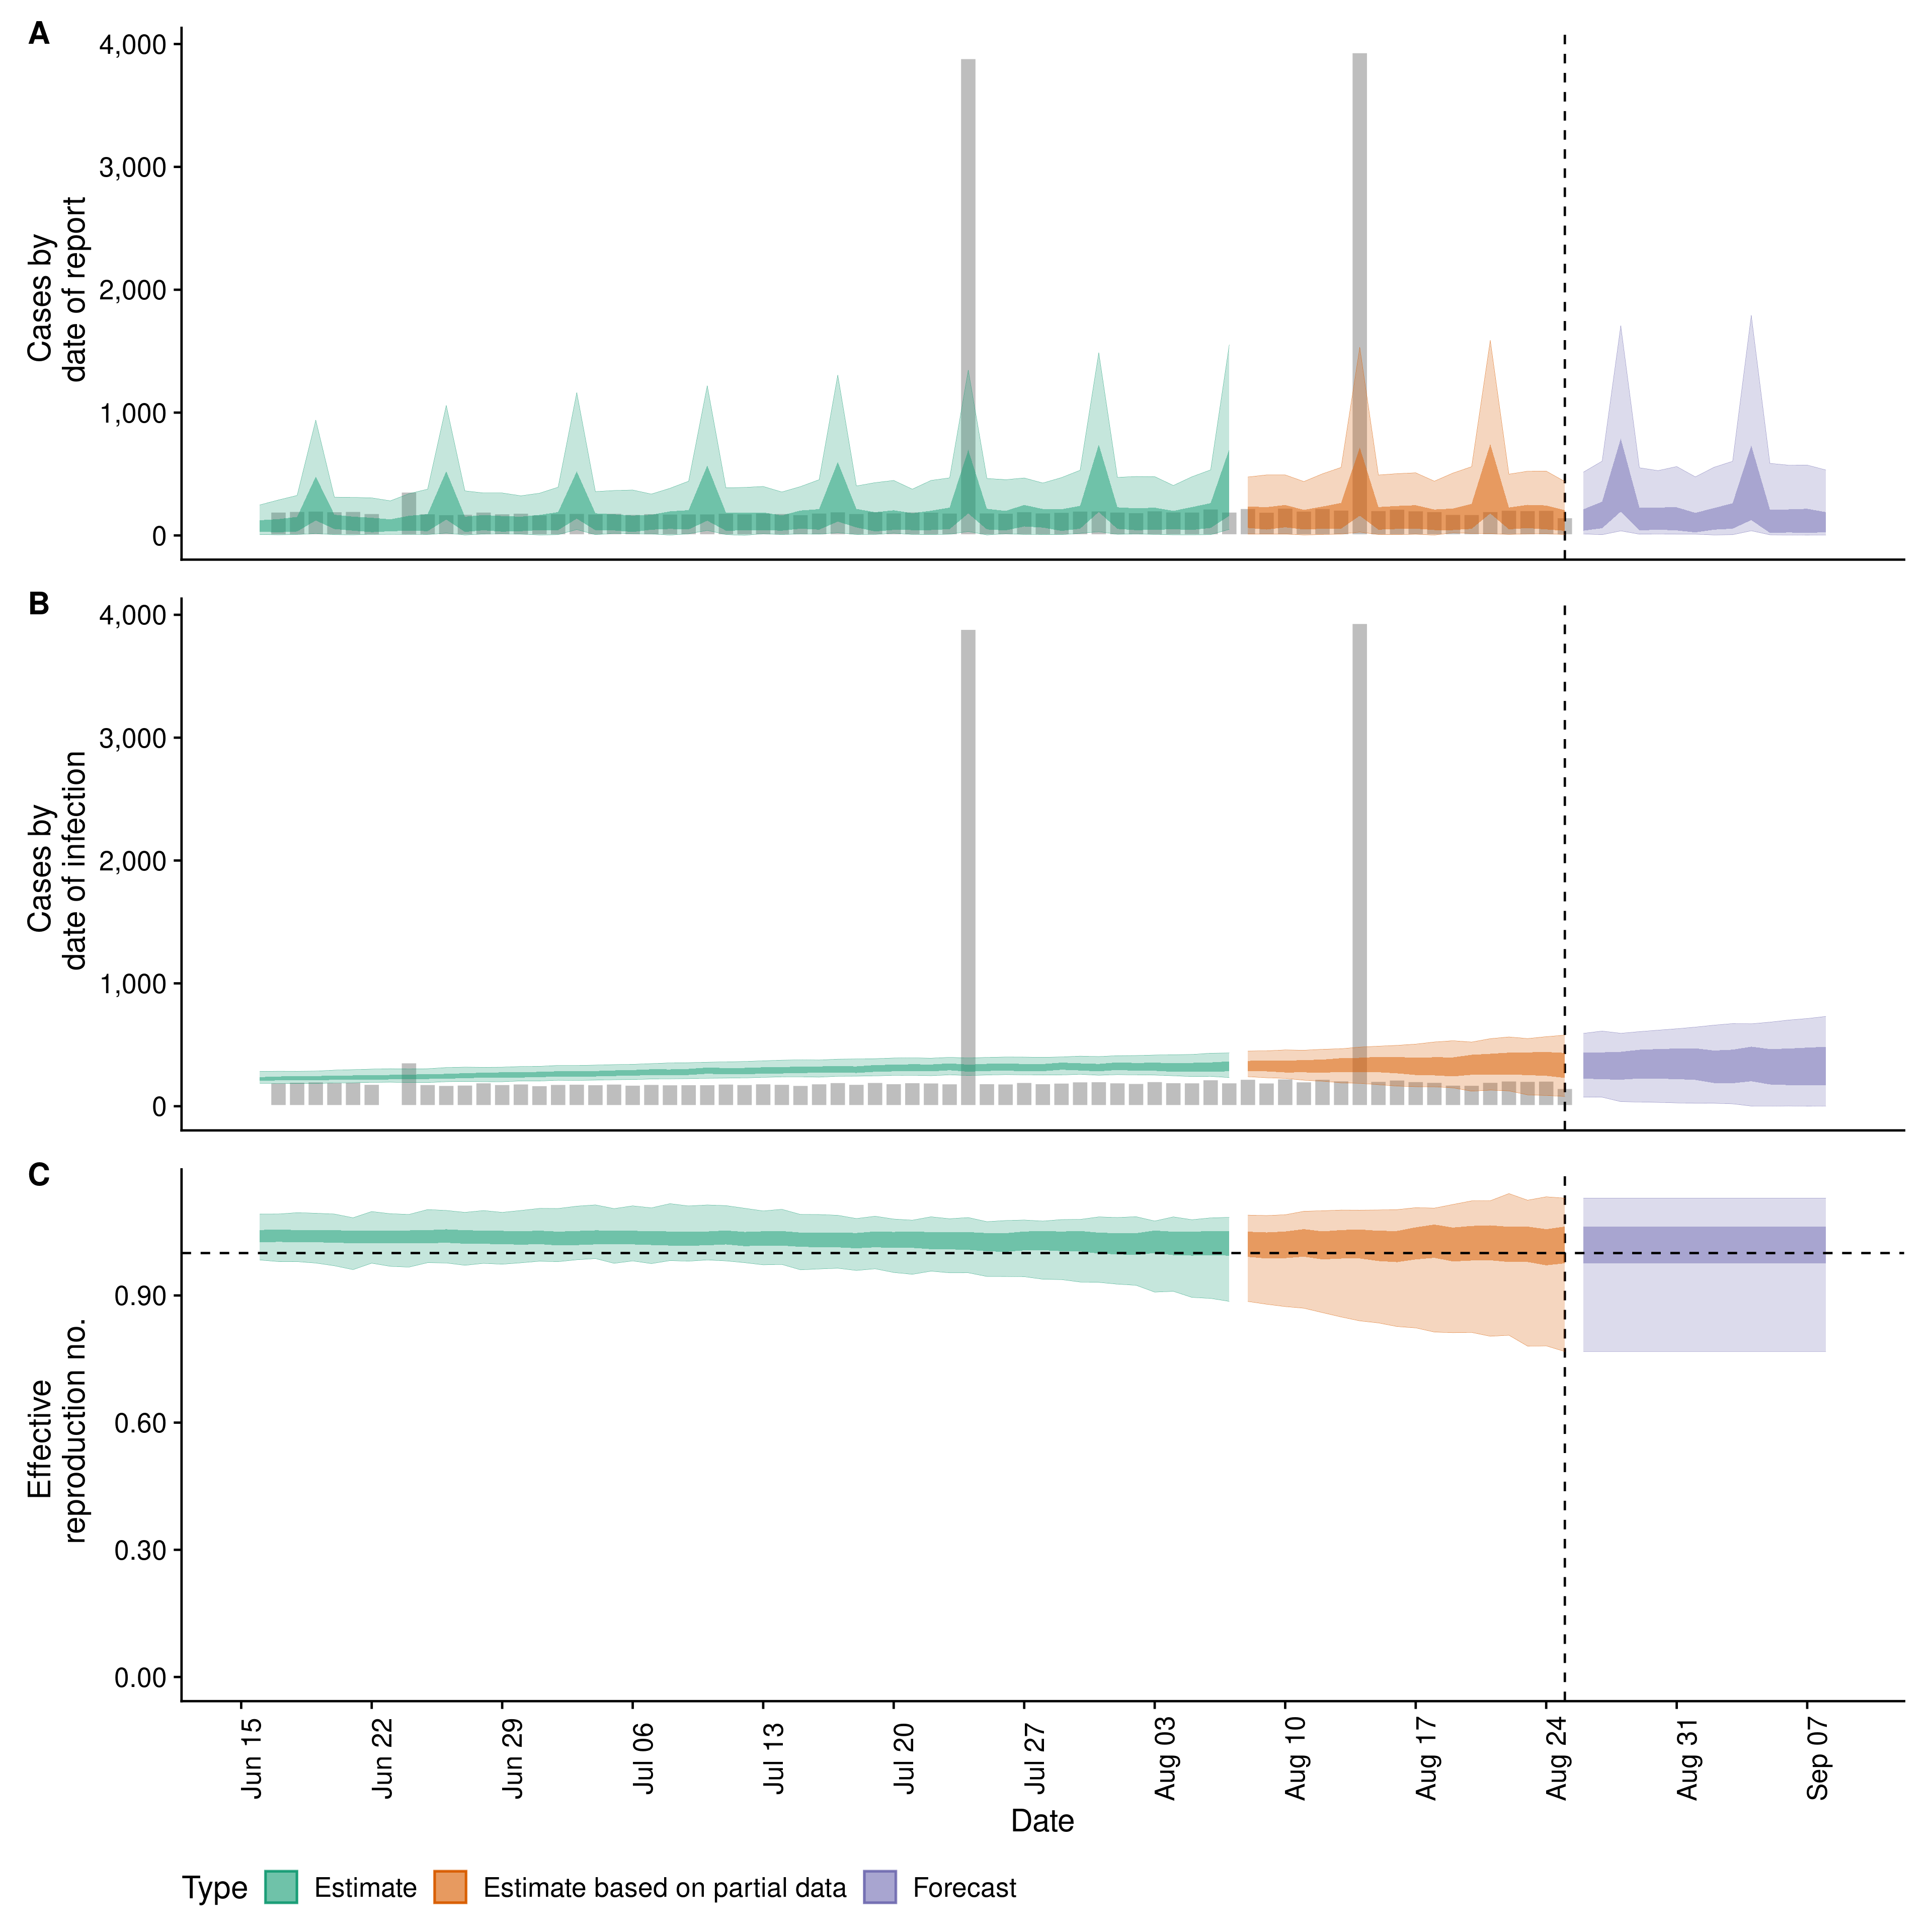 A
4,000
3,000
2,000
1,000
0
Cases by
date of report
B
4,000
3,000
2,000
1,000
0
Cases by
date of infection
C
0.90
0.60
0.30
0.00
Effective
reproduction no.
Jun 15
Jun 22
Jun 29
Jul 06
Jul 13
Jul 20
Jul 27
Aug 03
Aug 10
Aug 17
Aug 24
Aug 31
Sep 07
Date
Type Estimate Estimate based on partial data Forecast